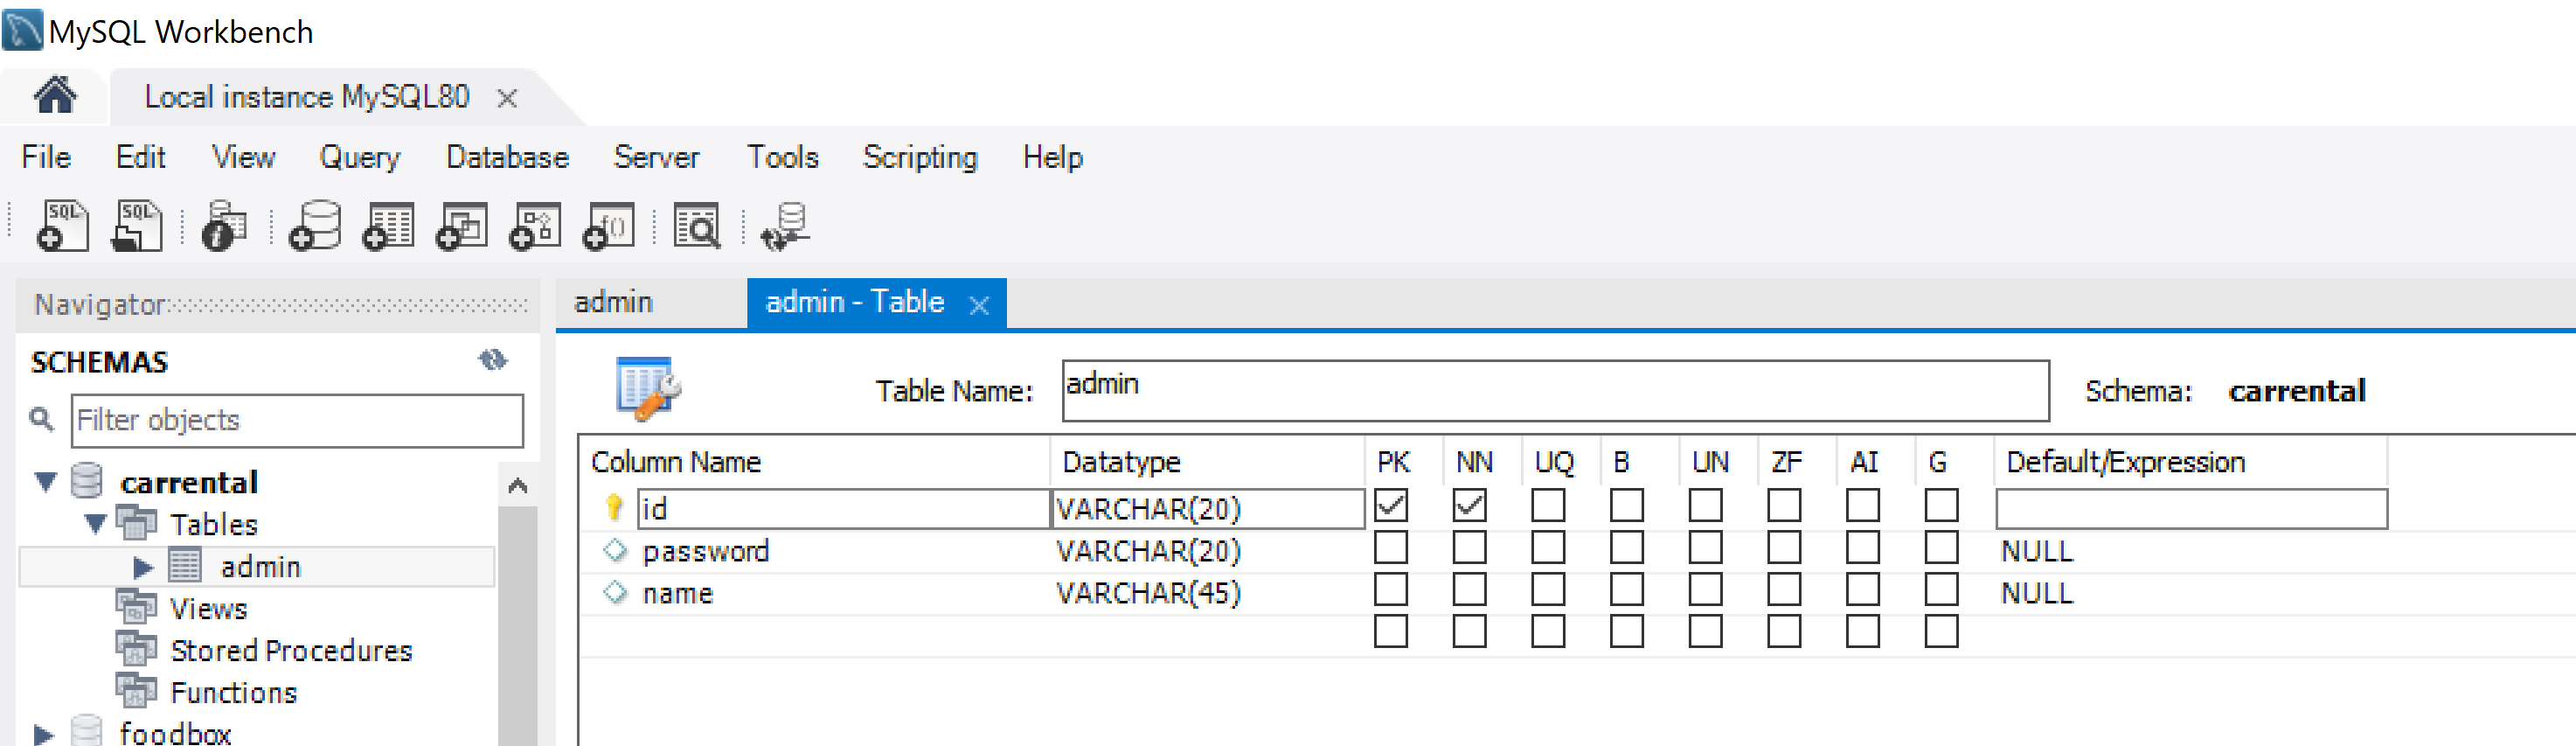 MySQL Workbench
Local instance MySQL80
File Edit View Query Database Server Tools Scripting Help
SQL SQL f()
Navigator
admin admin - Table
SCHEMAS
Table Name: admin Schema: carrental
Filter objects
Column Name Datatype PK NN UQ B UN ZF AI G Default/Expression
carrental
id VARCHAR(20)
Tables
password VARCHAR(20) NULL
admin
name VARCHAR(45) NULL
Views
Stored Procedures
Functions
foodbox